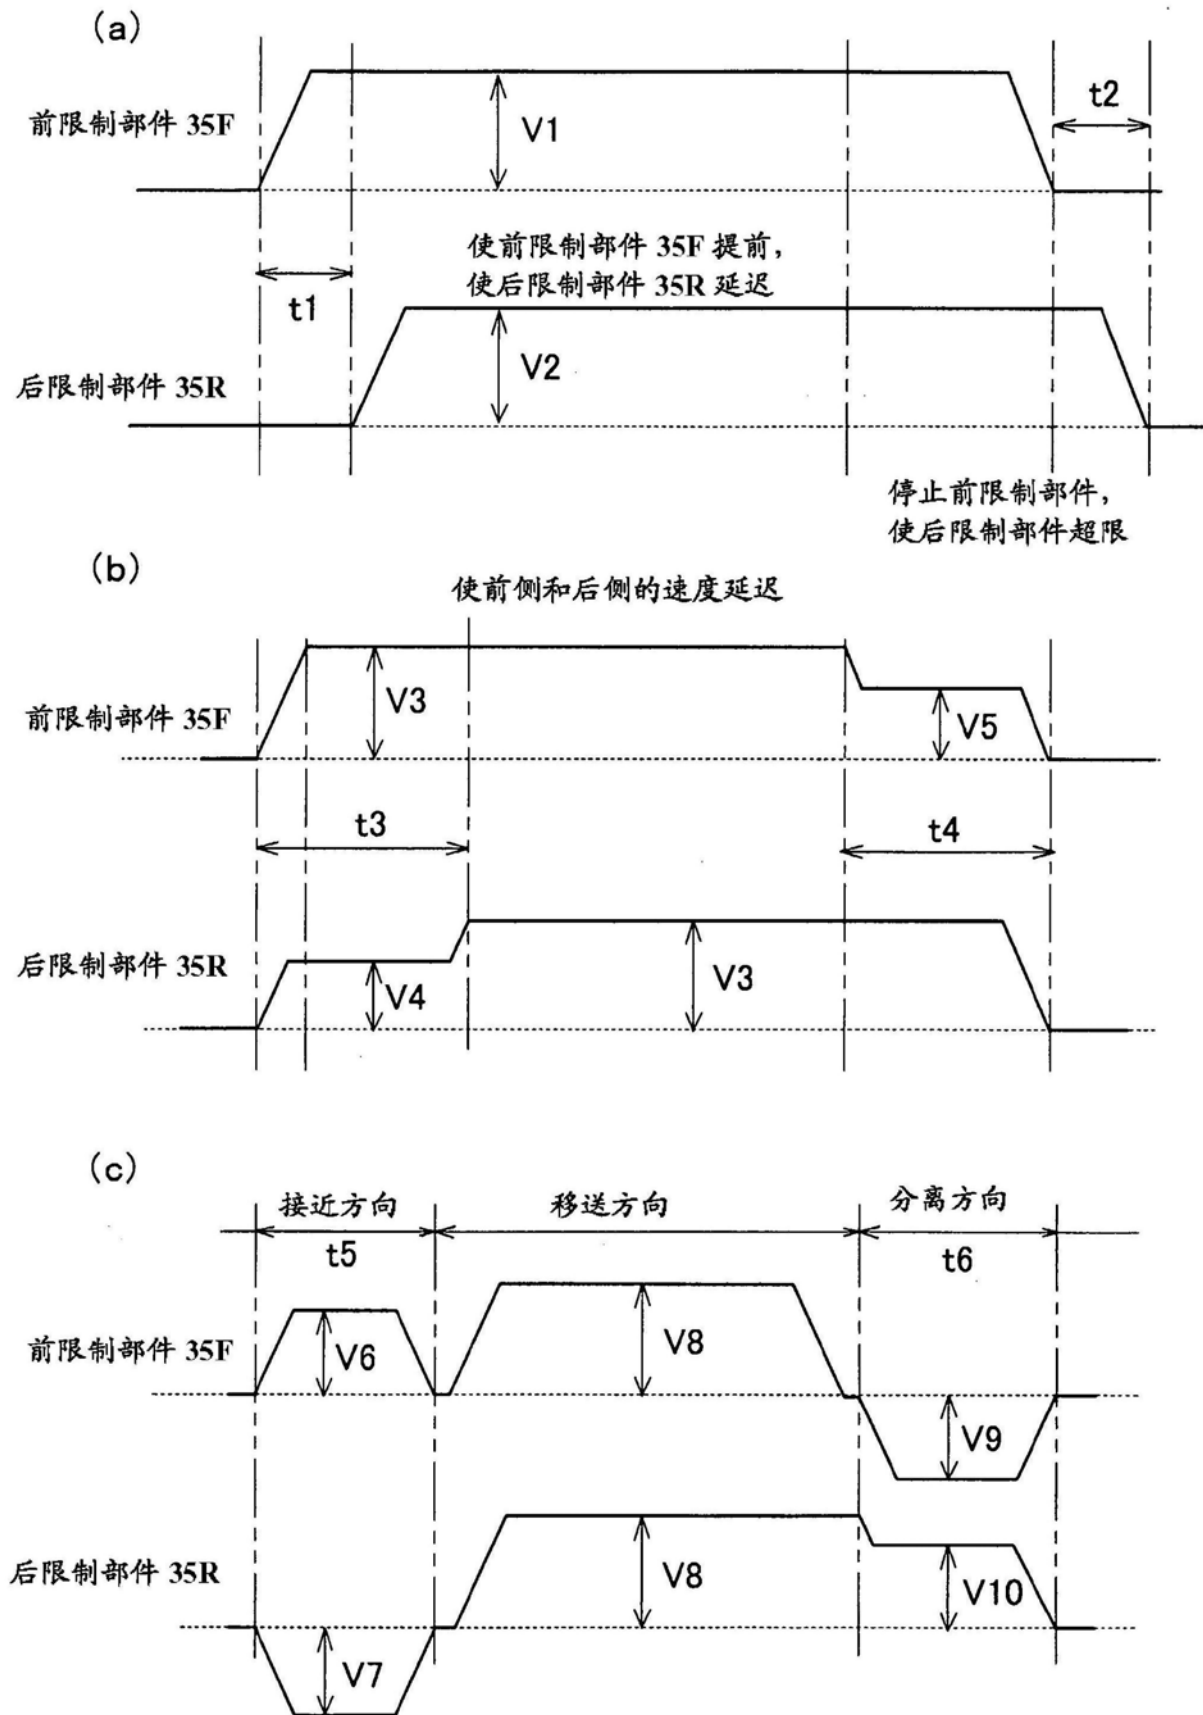 (a)
前限制部件 35F
V1
t2
使前限制部件 35F 提前，
使后限制部件 35R 延迟
t1
后限制部件 35R
V2
停止前限制部件，
使后限制部件超限
(b)
使前侧和后侧的速度延迟
前限制部件 35F
V3
V5
t3
t4
后限制部件 35R
V4
V3
(c)
接近方向
移送方向
分离方向
t5
t6
前限制部件 35F
V6
V8
V9
后限制部件 35R
V8
V10
V7